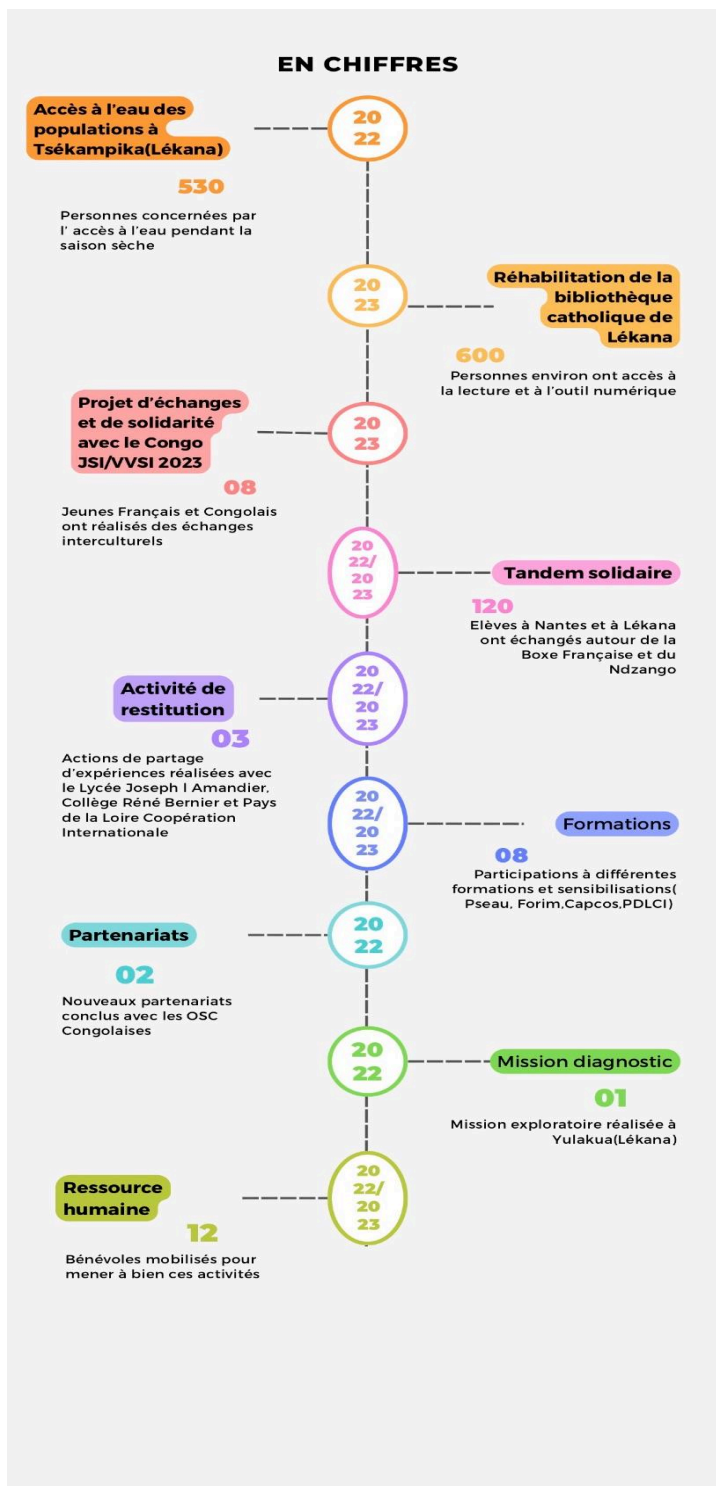 EN CHIFFRES
Accès à l'eau des
populations à
Tsékampika(Lékana)
20
22
530
Personnes concernées par
l' accès à l'eau pendant la
saison sèche
20
23
Réhabilitation de la
bibliothèque
catholique de
Lékana
600
Personnes environ ont accès à
la lecture et à l'outil numérique
Projet d'échanges
et de solidarité
avec le Congo
JSI/VVSI 2023
20
23
08
Jeunes Français et Congolais
ont réalisés des échanges
interculturels
20
22/
20
23
Tandem solidaire
120
Elèves à Nantes et à Lékana
ont échangés autour de la
Boxe Française et du
Ndzango
Activité de
restitution
20
22/
20
23
03
Actions de partage
d'expériences réalisées avec
le Lycée Joseph l Amandier,
Collège Réné Bernier et Pays
de la Loire Coopération
Internationale
20
22/
20
23
Formations
08
Participations à différentes
formations et sensibilisations(
Pseau, Forim,Capcos,PDLCI)
Partenariats
20
22
02
Nouveaux partenariats
conclus avec les OSC
Congolaises
20
22
Mission diagnostic
01
Mission exploratoire réalisée à
Yulakua(Lékana)
Ressource
humaine
20
22/
20
23
12
Bénévoles mobilisés pour
mener à bien ces activités